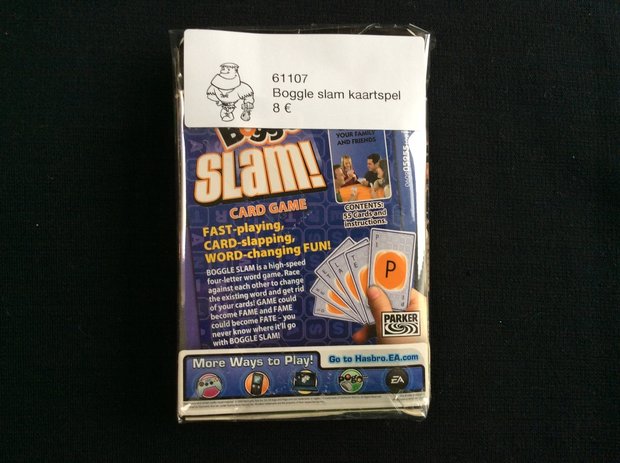 61107
Boggle slam kaartspel
8 €
Bogg
SLAM!
CARD GAME
YOUR FAMILY
AND FRIENDS
CONTENTS:
55 Cards and
instructions.
FAST-playing,
CARD-slapping,
WORD-changing FUN!
BOGGLE SLAM is a high-speed
four-letter word game. Race
against each other to change
the existing word and get rid
of your cards! GAME could
become FAME and FAME
could become FATE – you
never know where it'll go
with BOGGLE SLAM!
P
PARKER
More Ways to Play!
Go to Hasbro.EA.com
pogo
EA